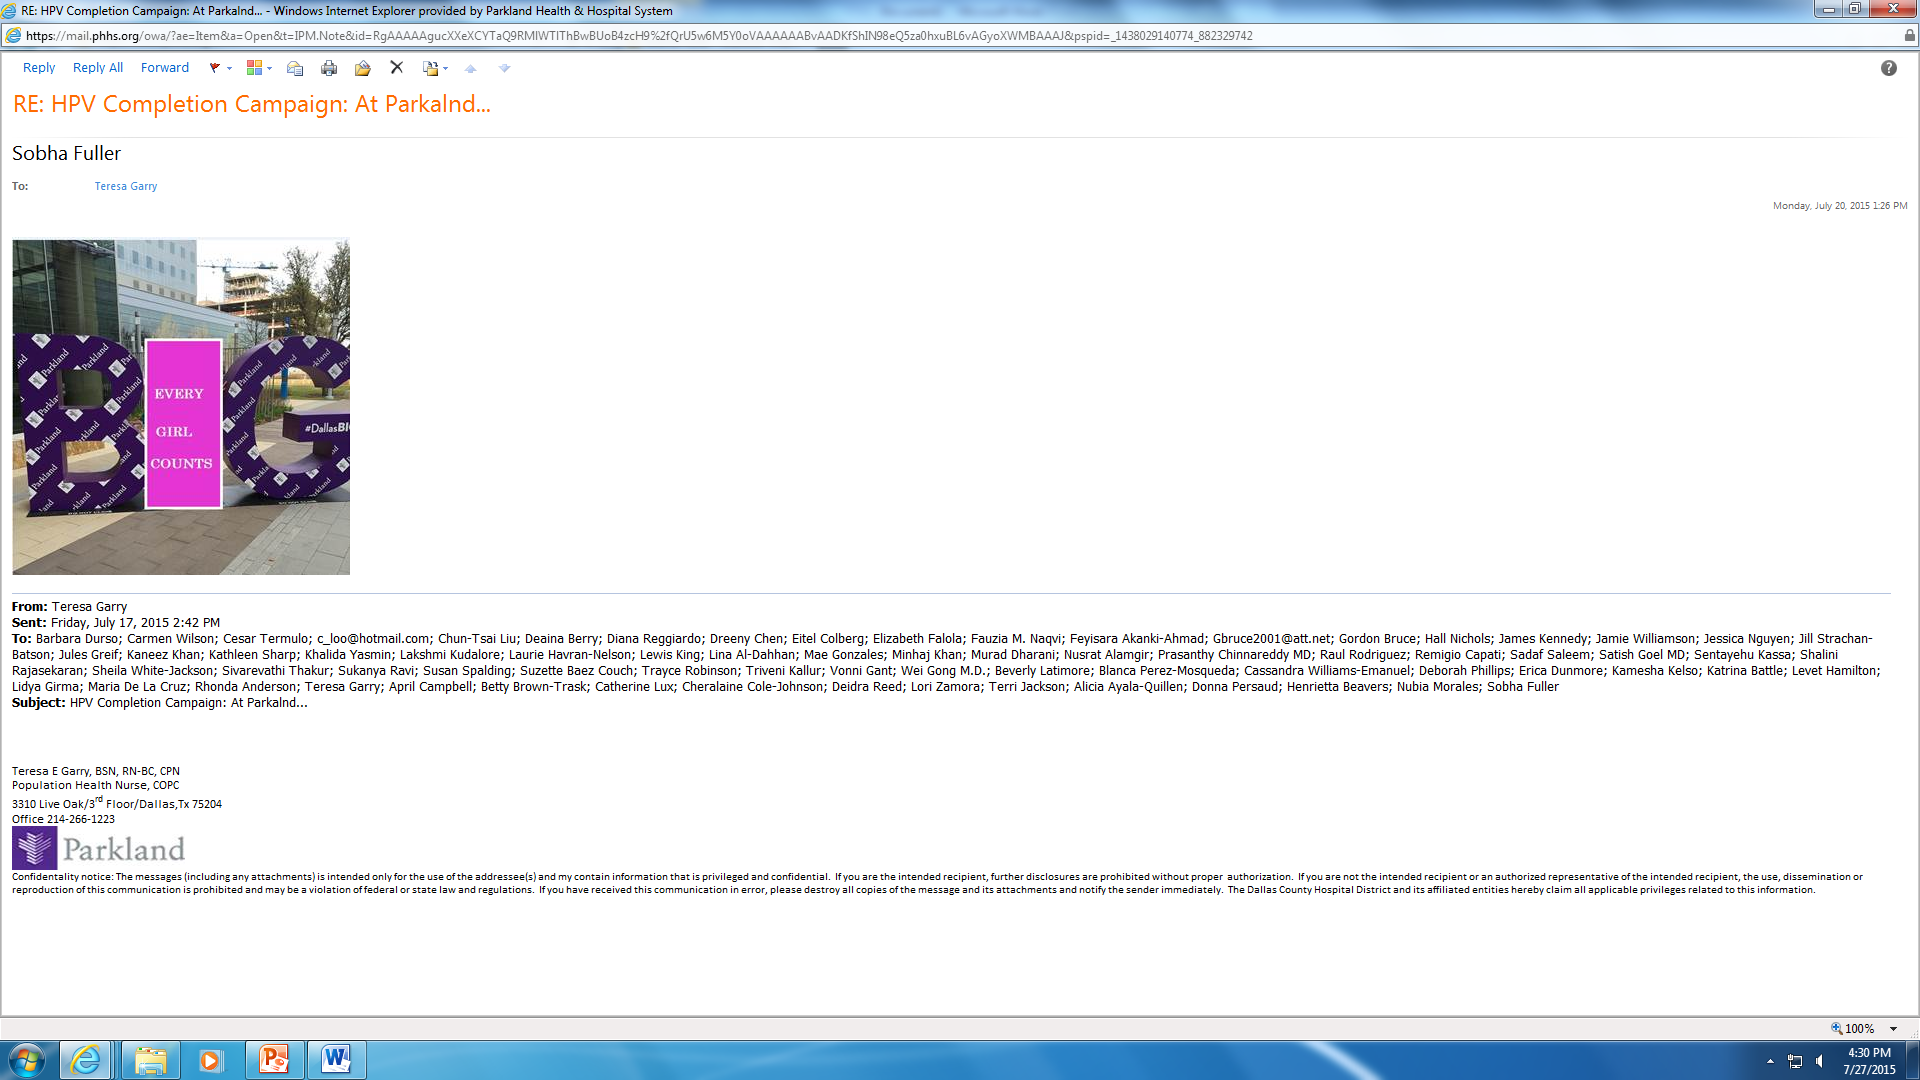 RE: HPV Completion Campaign: At Parkalnd... - Windows Internet Explorer provided by Parkland Health & Hospital System
Reply Reply All Forward
RE: HPV Completion Campaign: At Parkalnd...
Sobha Fuller
To: Teresa Garry
Monday, July 20, 2015 1:26 PM
EVERY
GIRL
COUNTS
Parkland
#DallasBI
From: Teresa Garry
Sent: Friday, July 17, 2015 2:42 PM
To: Barbara Durso; Carmen Wilson; Cesar Termulo; c_loo@hotmail.com; Chun-Tsai Liu; Deaina Berry; Diana Reggiardo; Dreeny Chen; Eitel Colberg; Elizabeth Falola; Fauzia M. Naqvi; Feyisara Akanki-Ahmad; Gbruce2001@att.net; Gordon Bruce; Hall Nichols; James Kennedy; Jamie Williamson; Jessica Nguyen; Jill Strachan-
Batson; Jules Greif; Kaneez Khan; Kathleen Sharp; Khalida Yasmin; Lakshmi Kudalore; Laurie Havran-Nelson; Lewis King; Lina Al-Dahhan; Mae Gonzales; Minhaj Khan; Murad Dharani; Nusrat Alamgir; Prasanthy Chinnareddy MD; Raul Rodriguez; Remigio Capati; Sadaf Saleem; Satish Goel MD; Sentayehu Kassa; Shalini
Rajasekaran; Sheila White-Jackson; Sivarevathi Thakur; Sukanya Ravi; Susan Spalding; Suzette Baez Couch; Trayce Robinson; Triveni Kallur; Vonni Gant; Wei Gong M.D.; Beverly Latimore; Blanca Perez-Mosqueda; Cassandra Williams-Emanuel; Deborah Phillips; Erica Dunmore; Kamesha Kelso; Katrina Battle; Levet Hamilton;
Lidya Girma; Maria De La Cruz; Rhonda Anderson; Teresa Garry; April Campbell; Betty Brown-Trask; Catherine Lux; Cheralaine Cole-Johnson; Deidra Reed; Lori Zamora; Terri Jackson; Alicia Ayala-Quillen; Donna Persaud; Henrietta Beavers; Nubia Morales; Sobha Fuller
Subject: HPV Completion Campaign: At Parkalnd...
Teresa E Garry, BSN, RN-BC, CPN
Population Health Nurse, COPC
3310 Live Oak/3rd Floor/Dallas,Tx 75204
Office 214-266-1223
Parkland
Confidentality notice: The messages (including any attachments) is intended only for the use of the addressee(s) and my contain information that is privileged and confidential. If you are the intended recipient, further disclosures are prohibited without proper authorization. If you are not the intended recipient or an authorized representative of the intended recipient, the use, dissemination or
reproduction of this communication is prohibited and may be a violation of federal or state law and regulations. If you have received this communication in error, please destroy all copies of the message and its attachments and notify the sender immediately. The Dallas County Hospital District and its affiliated entities hereby claim all applicable privileges related to this information.
100%
4:30 PM
7/27/2015